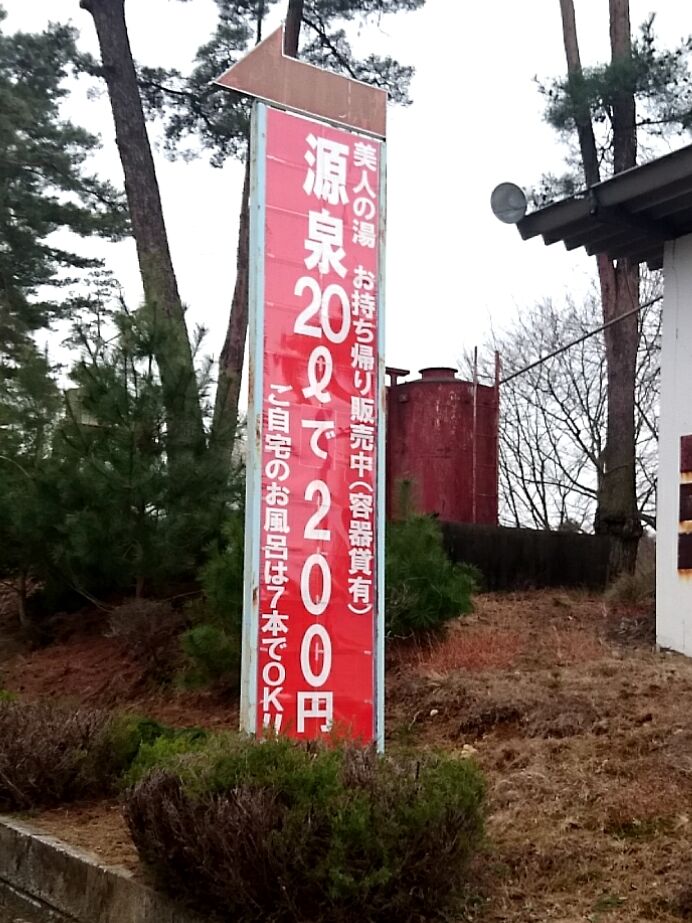 美人の湯 お持ち帰り販売中(容器貸有)
源泉20ℓで200円
ご自宅のお風呂は7本でOK!!